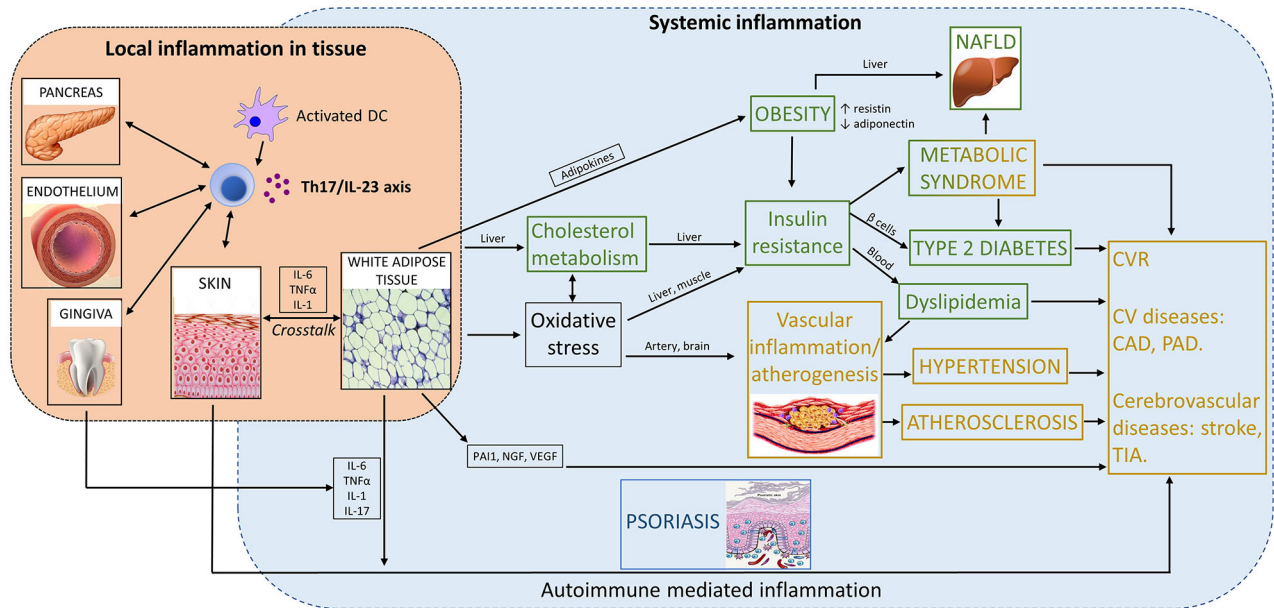 Systemic inflammation
Local inflammation in tissue
PANCREAS
Activated DC
Th17/IL-23 axis
ENDOTHELIUM
GINGIVA
SKIN
IL-6
TNFα
IL-1
Crosstalk
WHITE ADIPOSE
TISSUE
Adipokines
Liver
Cholesterol
metabolism
Liver
Oxidative
stress
Liver, muscle
Artery, brain
OBESITY
↑ resistin
↓ adiponectin
Liver
NAFLD
Insulin
resistance
METABOLIC
SYNDROME
β cells
TYPE 2 DIABETES
Blood
Dyslipidemia
Vascular
inflammation/
atherogenesis
HYPERTENSION
ATHEROSCLEROSIS
CVR
CV diseases:
CAD, PAD.
Cerebrovascular
diseases: stroke,
TIA.
PAI1, NGF, VEGF
IL-6
TNFα
IL-1
IL-17
PSORIASIS
Psoriatic skin
Autoimmune mediated inflammation